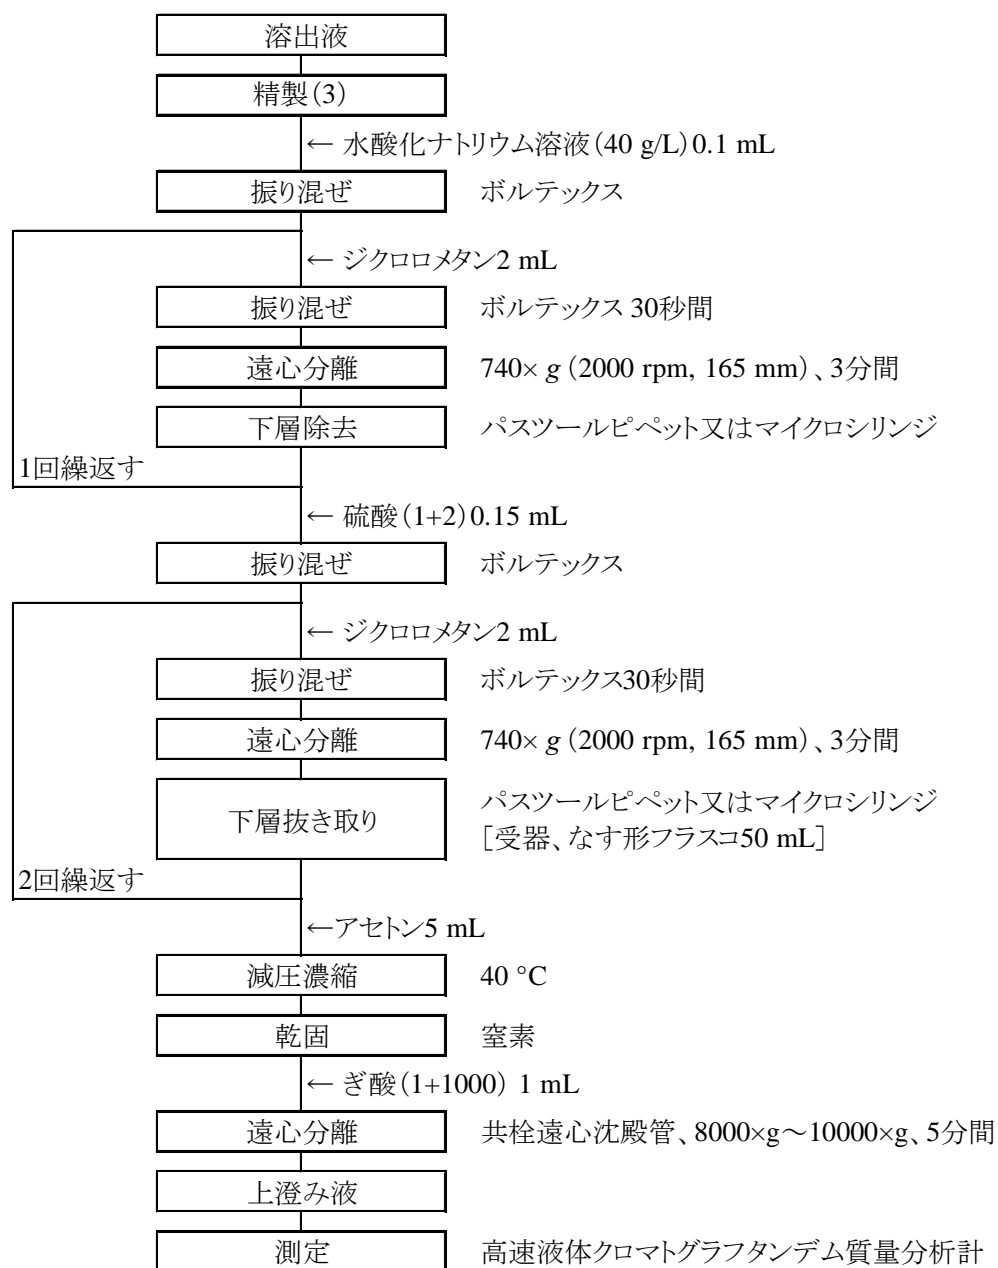 溶出液
精製(3)
← 水酸化ナトリウム溶液(40 g/L)0.1 mL
振り混ぜ ボルテックス
← ジクロロメタン2 mL
振り混ぜ ボルテックス 30秒間
遠心分離 740× g (2000 rpm, 165 mm)、3分間
下層除去 パスツールピペット又はマイクロシリンジ
1回繰返す
← 硫酸(1+2)0.15 mL
振り混ぜ ボルテックス
← ジクロロメタン2 mL
振り混ぜ ボルテックス30秒間
遠心分離 740× g (2000 rpm, 165 mm)、3分間
下層抜き取り パスツールピペット又はマイクロシリンジ
[受器、なす形フラスコ50 mL]
2回繰返す
←アセトン5 mL
減圧濃縮 40 °C
乾固 窒素
← ぎ酸(1+1000) 1 mL
遠心分離 共栓遠心沈殿管、8000×g～10000×g、5分間
上澄み液
測定 高速液体クロマトグラフタンデム質量分析計